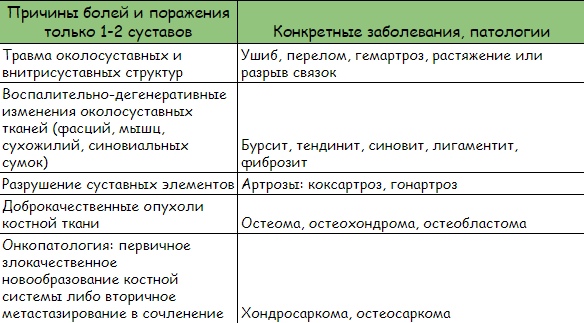 Причины болей и поражения
только 1-2 суставов
Конкретные заболевания, патологии
Травма околосуставных и
внитрисуставных структур
Ушиб, перелом, гемартроз, растяжение или
разрыв связок
Воспалительно-дегенеративные
изменения околосуставных
тканей (фасций, мышц,
сухожилий, синовиальных
сумок)
Бурсит, тендинит, синовит, лигаментит,
фиброзит
Разрушение суставных элементов
Артрозы: коксартроз, гонартроз
Доброкачественные опухоли
костной ткани
Остеома, остеохондрома, остеобластома
Онкопатология: первичное
злокачественное
новообразование костной
системы либо вторичное
метастазирование в сочленение
Хондросаркома, остеосаркома